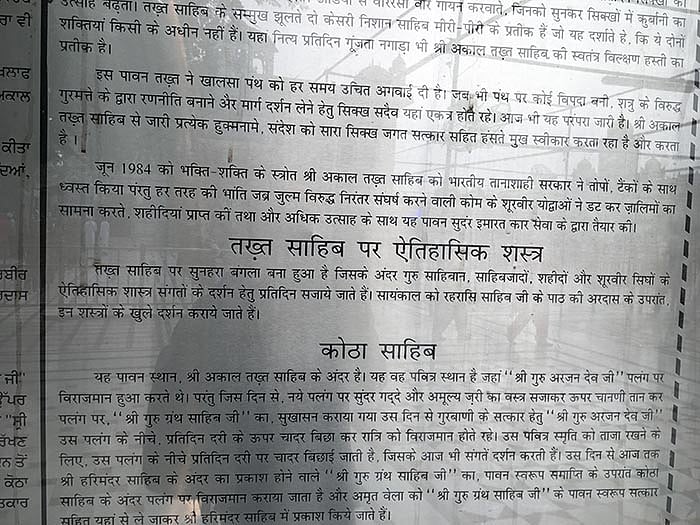 उत्साह बढ़ता। तख़्त साहिब के सम्मुख झूलते दो केसरी निशान साहिब मीरी-पीरी के प्रतीक हैं जो यह दर्शाते हैं, कि ये दोनों
शक्तियां किसी के अधीन नहीं हैं। यहां नित्य प्रतिदिन गूंजता नगाड़ा भी श्री अकाल तख़्त साहिब की स्वतंत्र विल्क्षण हस्ती का
प्रतीक है।
इस पावन तख़्त ने खालसा पंथ को हर समय उचित अगवाई दी है। जब भी पंथ पर कोई विपदा बनी, शत्रु के विरुद्ध
गुरमत्ते के द्वारा रणनीति बनाने और मार्ग दर्शन लेने हेतु सिक्ख सदैव यहां एकत्र होते रहे। आज भी यह परंपरा जारी है। श्री अकाल
तख़्त साहिब से जारी प्रत्येक हुक्मनामे, संदेश को सारा सिक्ख जगत सत्कार सहित हंसते मुख स्वीकार करता रहा है और करता
है।
जून 1984 को भक्ति-शक्ति के स्त्रोत श्री अकाल तख़्त साहिब को भारतीय तानाशाही सरकार ने तोपों, टैंकों के साथ
ध्वस्त किया परंतु हर तरह की भांति जब्र जुल्म विरुद्ध निरंतर संघर्ष करने वाली कोम के शूरवीर योद्वाओं ने डट कर ज़ालिमों का
सामना करते, शहीदियां प्राप्त कीं तथा और अधिक उत्साह के साथ यह पावन सुदंर इमारत कार सेवा के द्वारा तैयार की।
तख़्त साहिब पर ऐतिहासिक शस्त्र
तख़्त साहिब पर सुनहरा बंगला बना हुआ है जिसके अंदर गुरु साहिवान, साहिबजादों, शहीदों और शूरवीर सिघों के
ऐतिहासिक शास्त्र संगतों के दर्शन हेतु प्रतिदिन सजाये जाते हैं। सायंकाल को रहरासि साहिब जी के पाठ की अरदास के उपरांत,
इन शस्त्रों के खुले दर्शन कराये जाते हैं।
कोठा साहिब
यह पावन स्थान, श्री अकाल तख़्त साहिब के अंदर है। यह वह पवित्र स्थान है जहां "श्री गुरु अरजन देव जी" पलंग पर
विराजमान हुआ करते थे। परंतु जिस दिन से, नये पलंग पर सुंदर गद्दे और अमूल्य ज़री का वस्त्र सजाकर ऊपर चानणी तान कर
पलंग पर, "श्री गुरु ग्रंथ साहिब जी" का, सुखासन कराया गया उस दिन से गुरबाणी के सत्कार हेतु "श्री गुरु अरजन देव जी"
उस पलंग के नीचे, प्रतिदिन दरी के ऊपर चादर बिछा कर रात्रि को विराजमान होते रहे। उस पवित्र स्मृति को ताजा रखने के
लिए, उस पलंग के नीचे प्रतिदिन दरी पर चादर बिछाई जाती है, जिसके आज भी संगतें दर्शन करती हैं। उस दिन से आज तक
श्री हरिमंदर साहिब के अंदर का प्रकाश होने वाले "श्री गुरु ग्रंथ साहिब जी" का, पावन स्वरूप समाप्ति के उपरांत कोठा
साहिब के अंदर पलंग पर विराजमान कराया जाता है और अमृत वेला को "श्री गुरु ग्रंथ साहिब जी" के पावन स्वरूप सत्कार
सहित यहां से ले जाकर श्री हरिमंदर साहिब में प्रकाश किये जाते हैं।